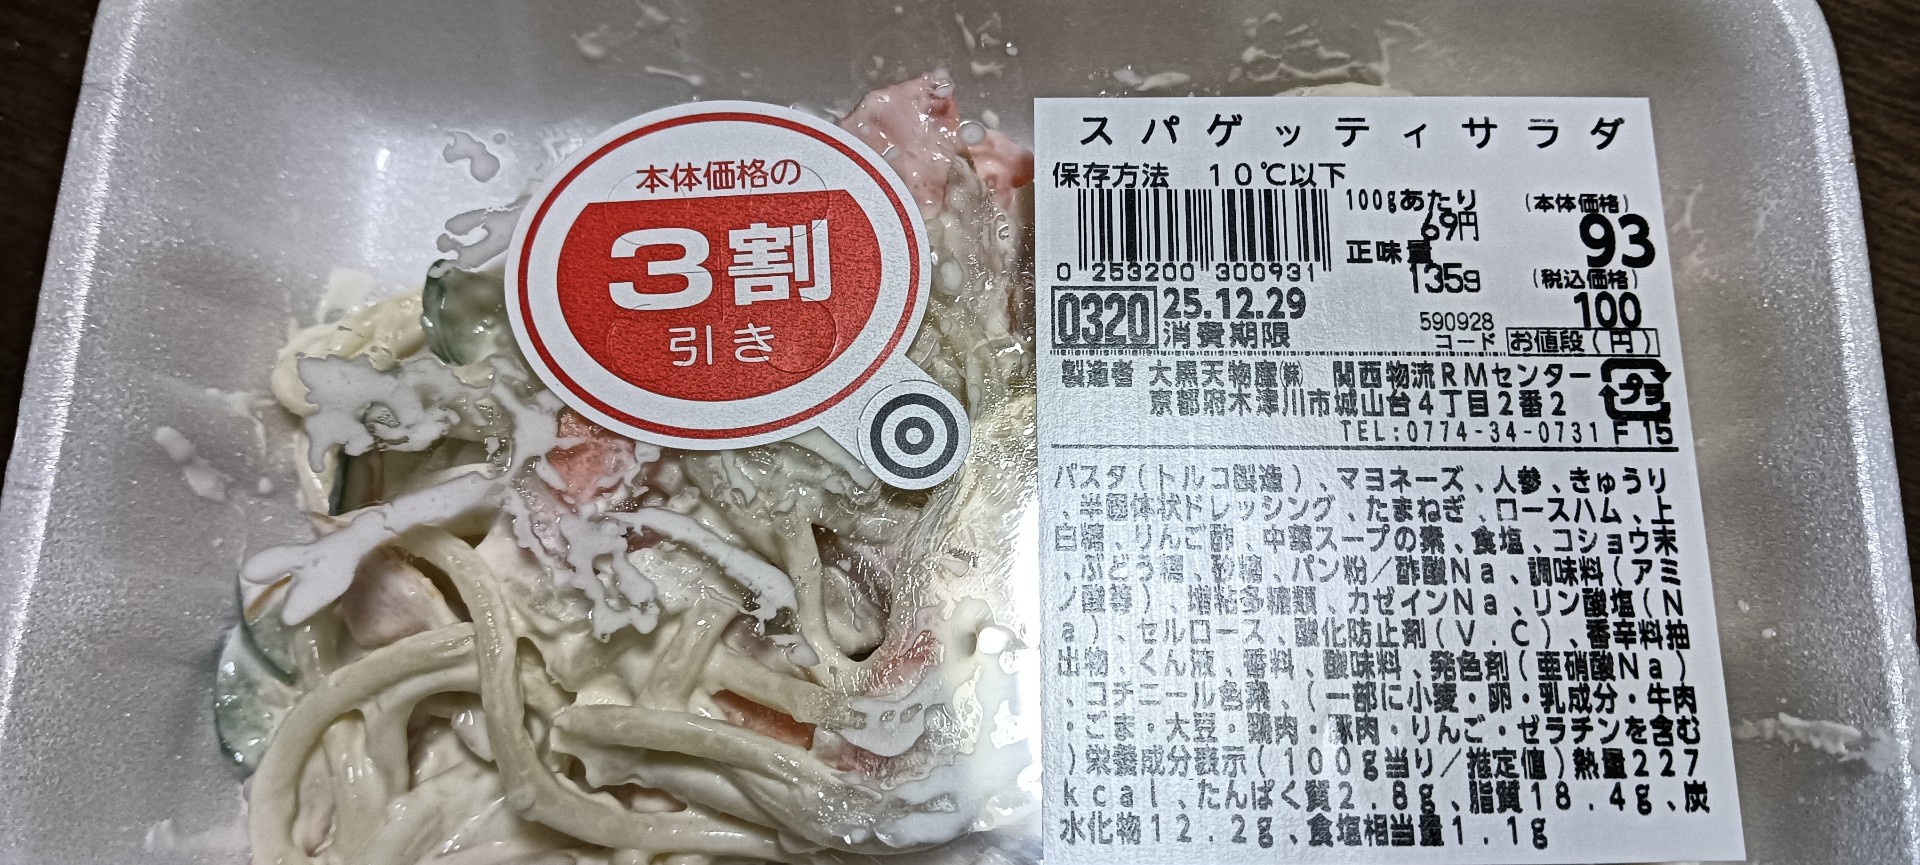 本体価格の
3割
引き
スパゲッティサラダ
保存方法 10℃以下
100gあたり
69円
正味量
135g
(本体価格)
93
(税込価格)
100
0 253200 300931
0320 25.12.29
消費期限
590928
コード お値段(円)
製造者 大黒天物産㈱ 関西物流RMセンター
京都府木津川市城山台4丁目2番2
プラ
TEL:0774-34-0731 F15
パスタ(トルコ製造)、マヨネーズ、人参、きゅうり
、半固体状ドレッシング、たまねぎ、ロースハム、上
白糖、りんご酢、中華スープの素、食塩、コショウ末
、ぶどう糖、砂糖、パン粉/酢酸Na、調味料(アミ
ノ酸等)、増粘多糖類、カゼインNa、リン酸塩(N
a)、セルロース、酸化防止剤(V.C)、香辛料抽
出物、くん液、香料、酸味料、発色剤(亜硝酸Na)
、コチニール色素、(一部に小麦・卵・乳成分・牛肉
・ごま・大豆・鶏肉・豚肉・りんご・ゼラチンを含む
)栄養成分表示(100g当り/推定値)熱量227
kcal、たんぱく質2.8g、脂質18.4g、炭
水化物12.2g、食塩相当量1.1g